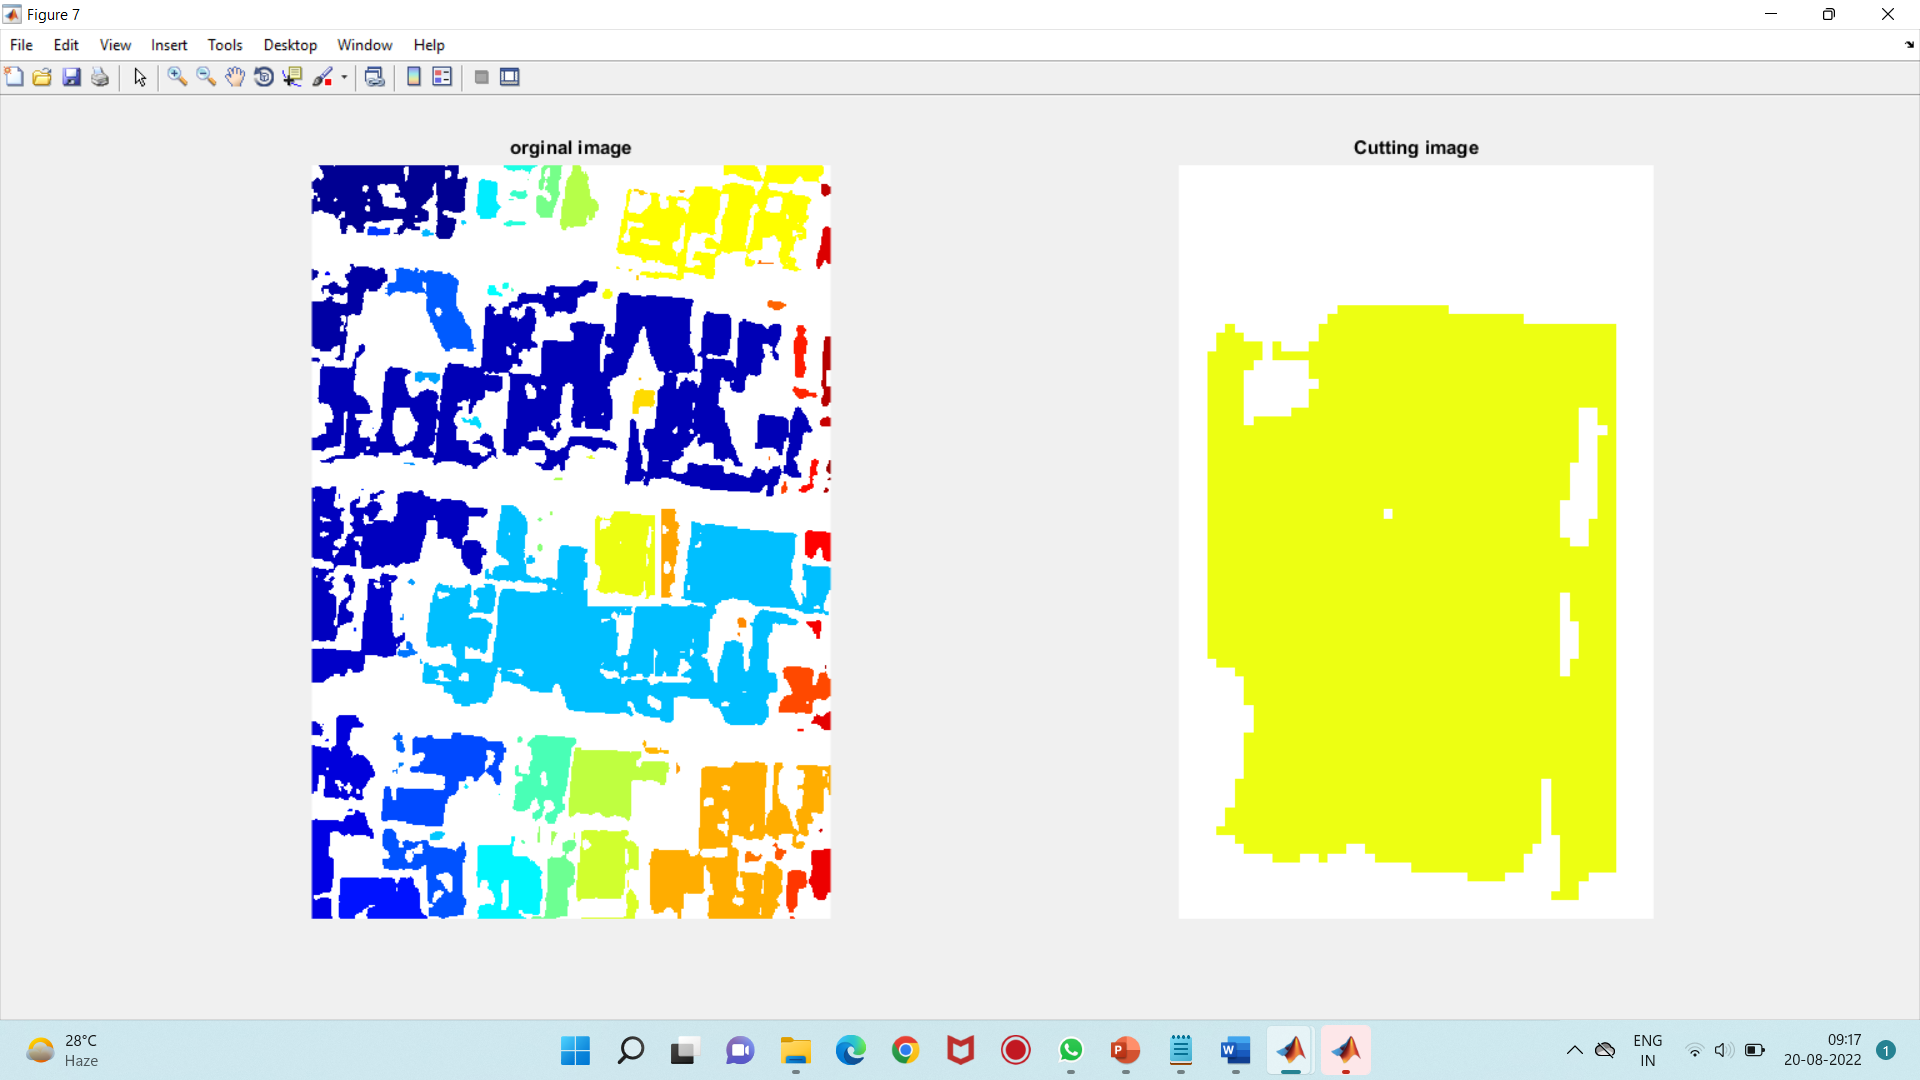 Figure 7
File Edit View Insert Tools Desktop Window Help
orginal image
Cutting image
28°C
Haze
P
W
ENG
IN
09:17
20-08-2022
1